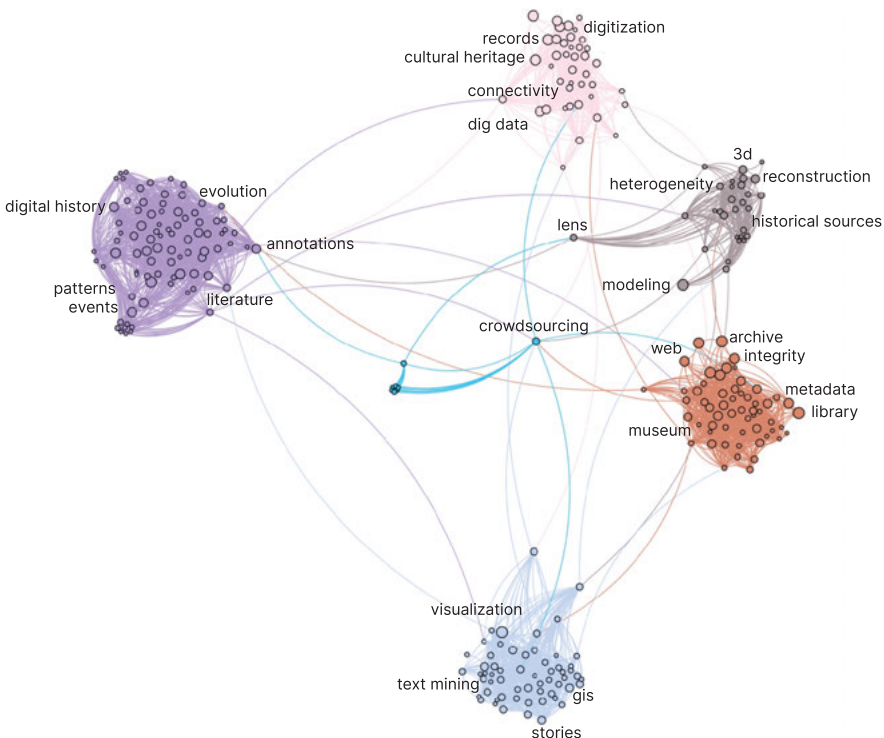 digitization
records
cultural heritage
connectivity
dig data
3d
heterogeneity
reconstruction
historical sources
lens
modeling
evolution
digital history
annotations
patterns
events
literature
crowdsourcing
web
archive
integrity
metadata
library
museum
visualization
text mining
gis
stories